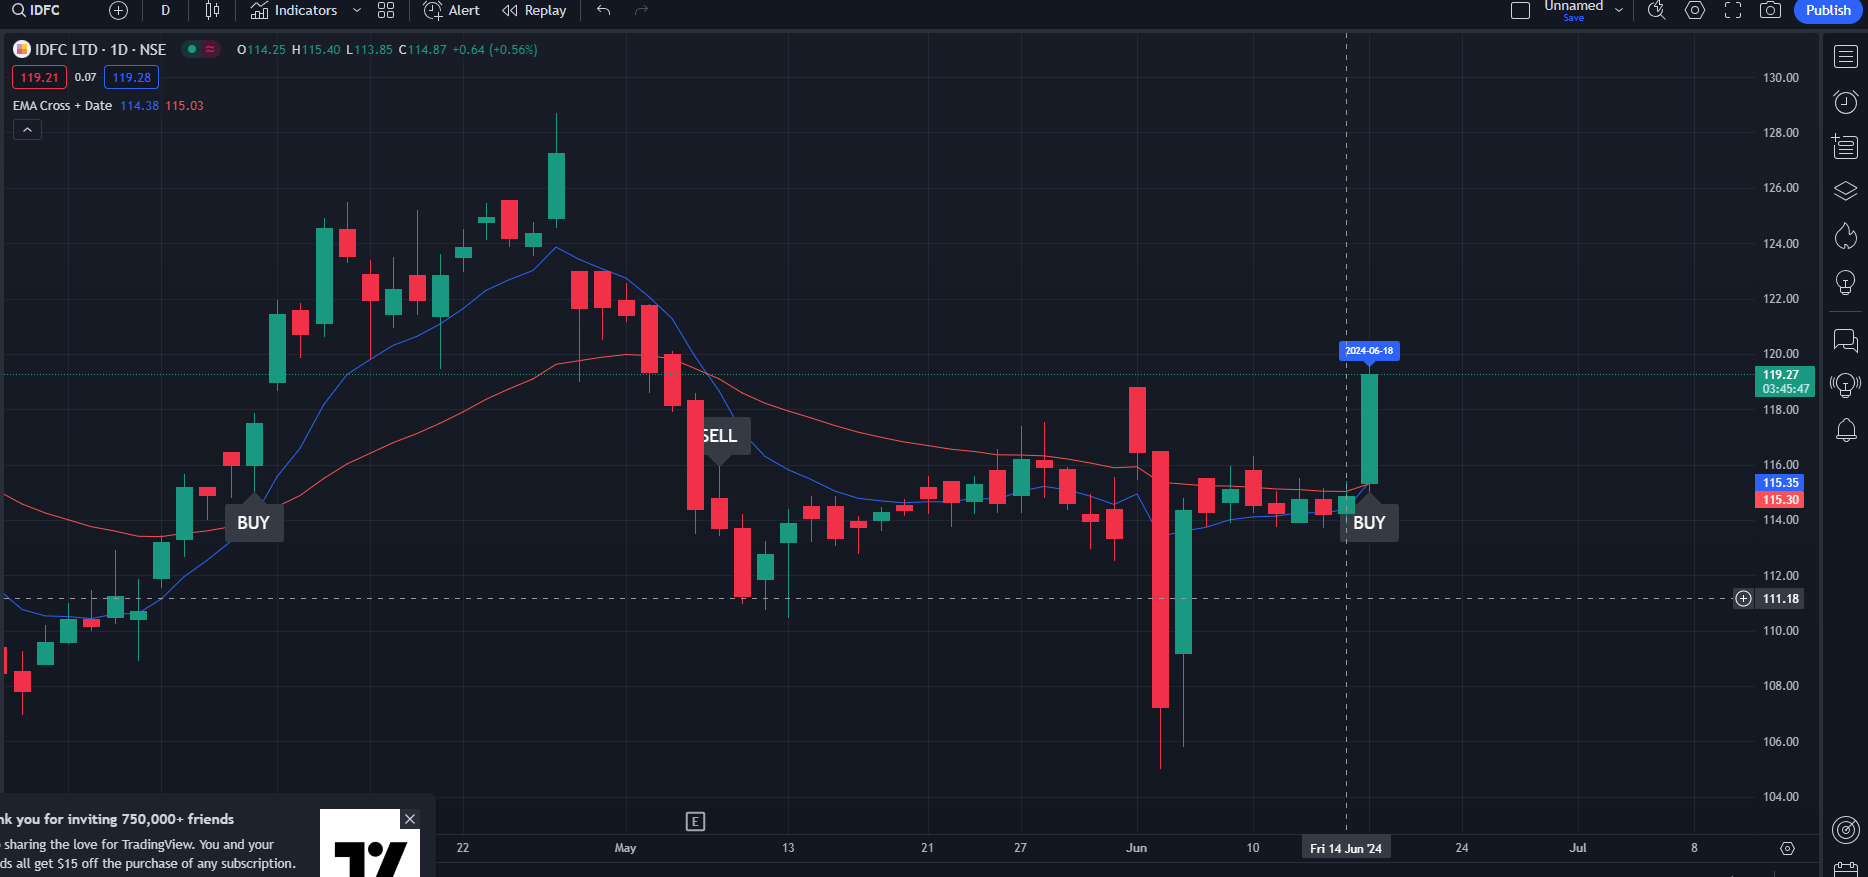 IDFC
D
Indicators
Alert
Replay
Unnamed
Save
Publish
IDFC LTD · 1D · NSE
O114.25 H115.40 L113.85 C114.87 +0.64 (+0.56%)
119.21 0.07 119.28
EMA Cross + Date 114.38 115.03
130.00
128.00
126.00
124.00
122.00
120.00
2024-06-18
119.27
03:45:47
118.00
SELL
116.00
115.35
115.30
BUY
BUY
114.00
112.00
111.18
110.00
108.00
106.00
104.00
nk you for inviting 750,000+ friends
sharing the love for TradingView. You and your
ds all get $15 off the purchase of any subscription.
E
22 May 13 21 27 Jun 10 Fri 14 Jun '24 24 Jul 8